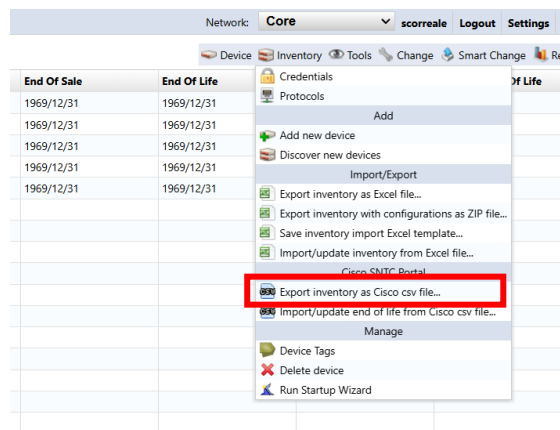 Network: Core scorreale Logout Settings
Device Inventory Tools Change Smart Change Re
End Of Sale End Of Life Of Life
Credentials
1969/12/31 1969/12/31
Protocols
Add
1969/12/31 1969/12/31
Add new device
1969/12/31 1969/12/31
Discover new devices
1969/12/31 1969/12/31
Import/Export
1969/12/31 1969/12/31
Export inventory as Excel file...
Export inventory with configurations as ZIP file...
Save inventory import Excel template...
Import/update inventory from Excel file...
Cisco SNTC Portal
Export inventory as Cisco csv file...
Import/update end of life from Cisco csv file...
Manage
Device Tags
Delete device
Run Startup Wizard